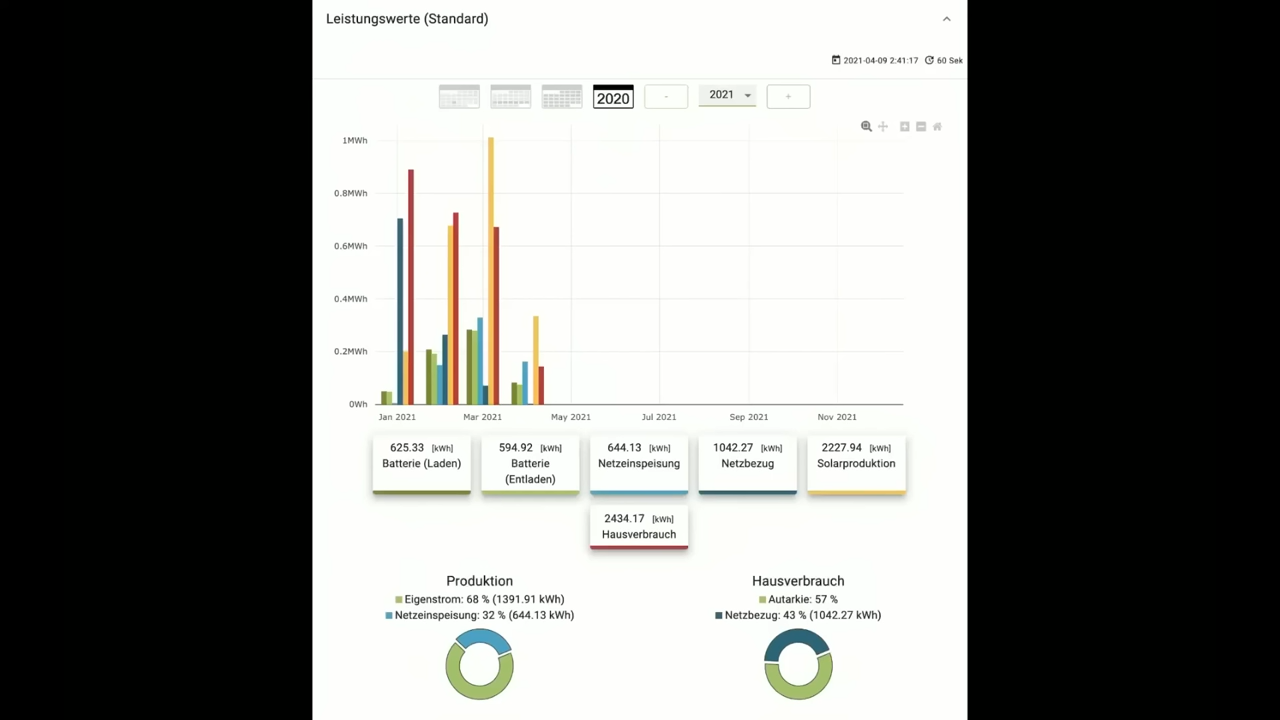 Leistungswerte (Standard)
2021-04-09 2:41:17 60 Sek
2020 - 2021 +
1MWh
0.8MWh
0.6MWh
0.4MWh
0.2MWh
0Wh
Jan 2021 Mar 2021 May 2021 Jul 2021 Sep 2021 Nov 2021
625.33 [kWh]
Batterie (Laden)
594.92 [kWh]
Batterie
(Entladen)
644.13 [kWh]
Netzeinspeisung
1042.27 [kWh]
Netzbezug
2227.94 [kWh]
Solarproduktion
2434.17 [kWh]
Hausverbrauch
Produktion
Eigenstrom: 68 % (1391.91 kWh)
Netzeinspeisung: 32 % (644.13 kWh)
Hausverbrauch
Autarkie: 57 %
Netzbezug: 43 % (1042.27 kWh)